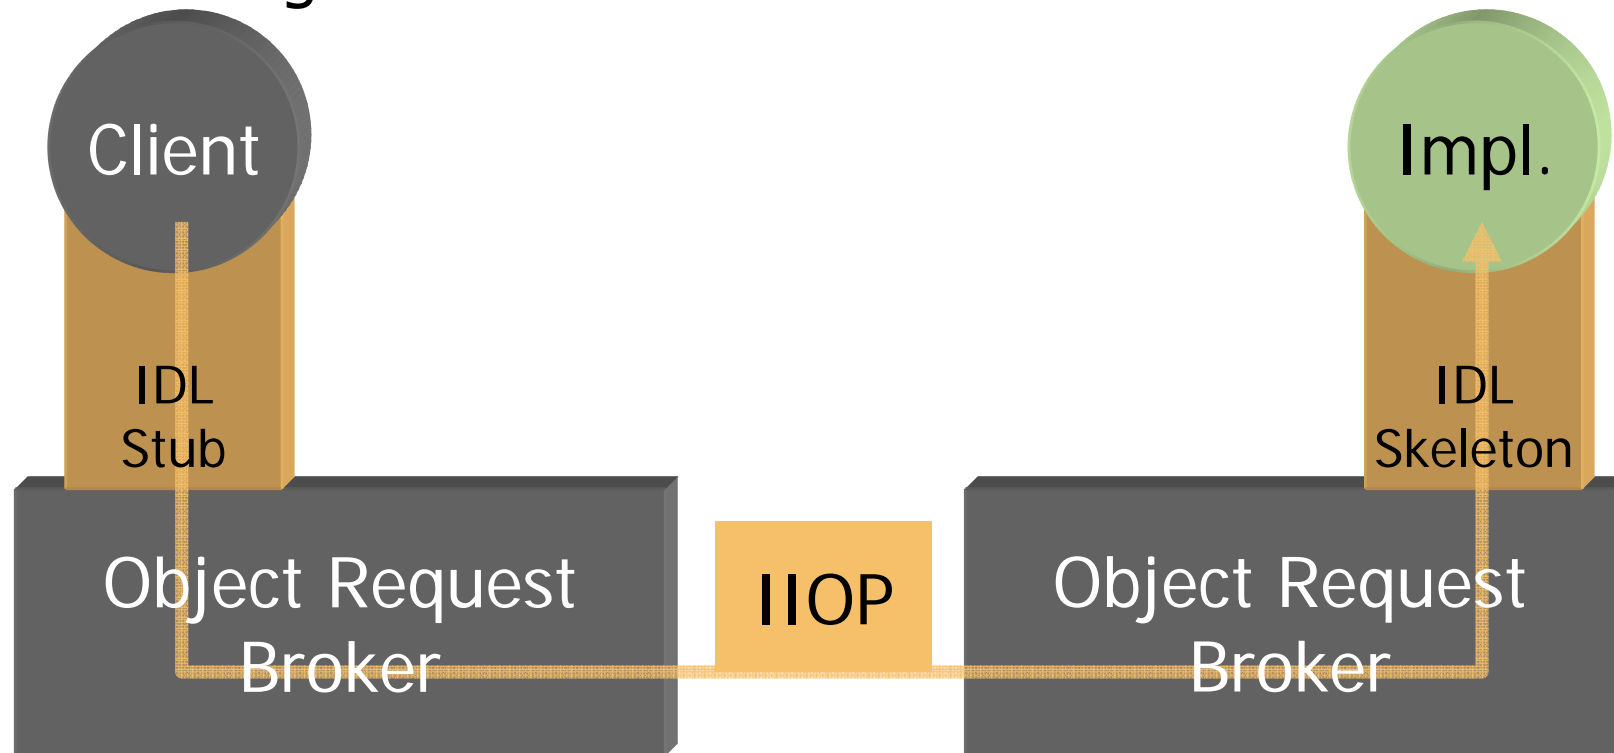 Client
Impl.
IDL
Stub
IDL
Skeleton
Object Request
Broker
IIOP
Object Request
Broker